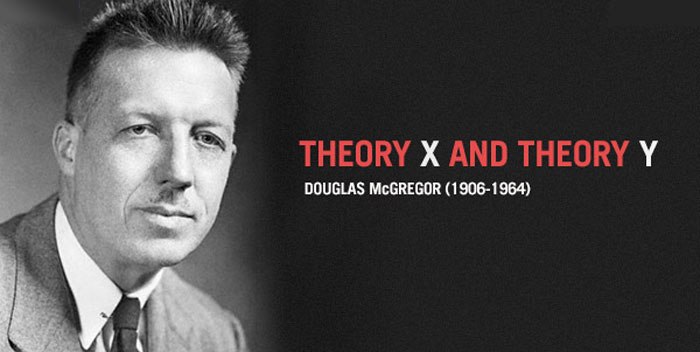 THEORY X AND THEORY Y
DOUGLAS McGREGOR (1906-1964)